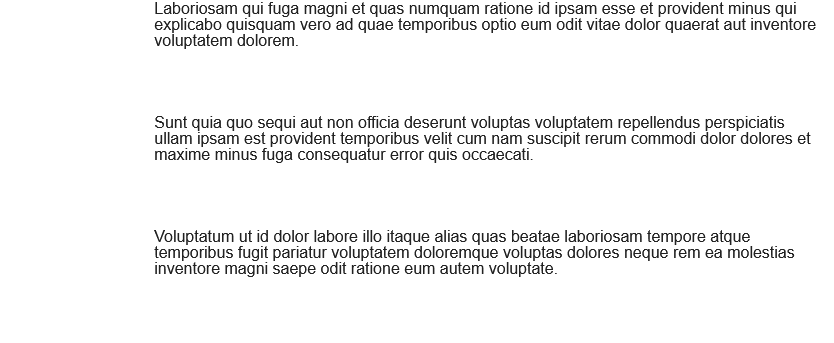 Laboriosam qui fuga magni et quas numquam ratione id ipsam esse et provident minus qui
explicabo quisquam vero ad quae temporibus optio eum odit vitae dolor quaerat aut inventore
voluptatem dolorem.
Sunt quia quo sequi aut non officia deserunt voluptas voluptatem repellendus perspiciatis
ullam ipsam est provident temporibus velit cum nam suscipit rerum commodi dolor dolores et
maxime minus fuga consequatur error quis occaecati.
Voluptatum ut id dolor labore illo itaque alias quas beatae laboriosam tempore atque
temporibus fugit pariatur voluptatem doloremque voluptas dolores neque rem ea molestias
inventore magni saepe odit ratione eum autem voluptate.